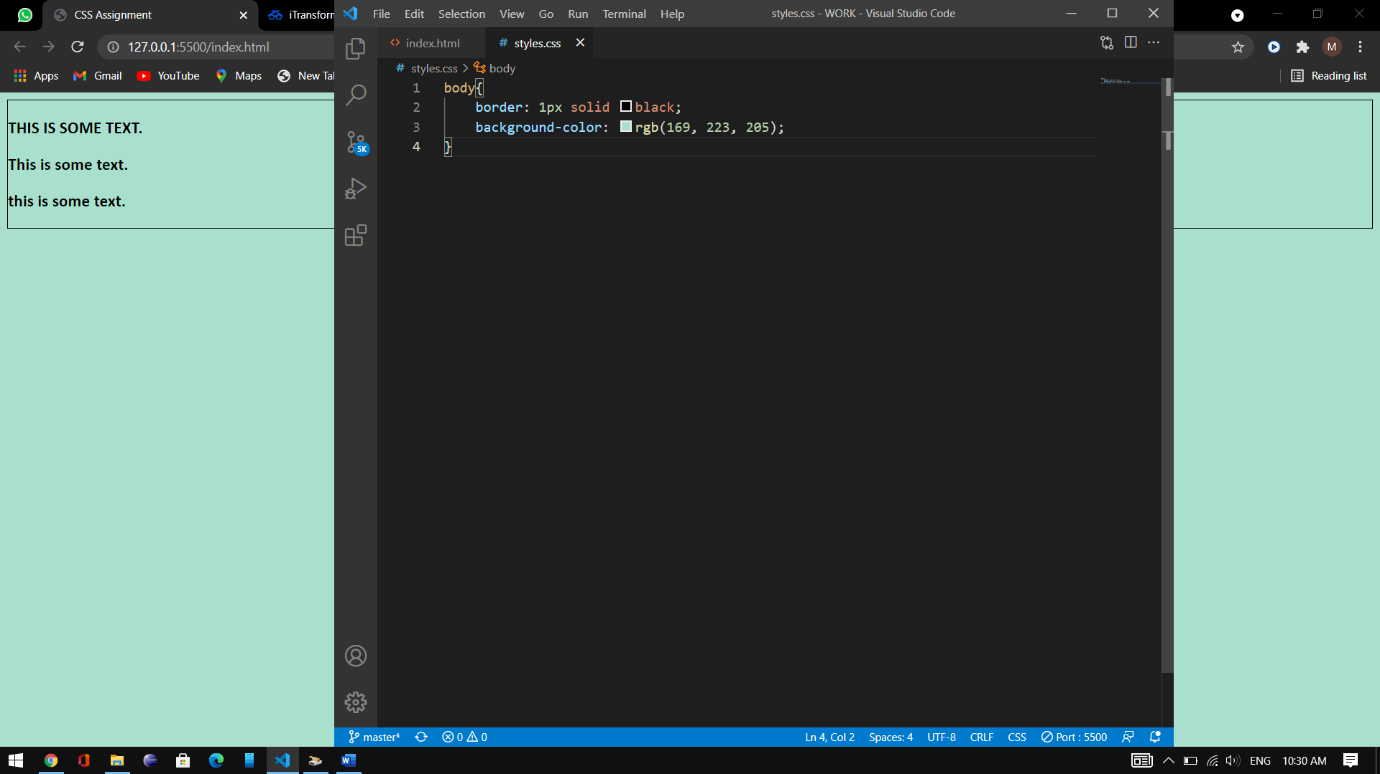 CSS Assignment
iTransform
File Edit Selection View Go Run Terminal Help
styles.css - WORK - Visual Studio Code
127.0.0.1:5500/index.html
M
Apps Gmail YouTube Maps New Ta
Reading list
index.html
# styles.css
# styles.css > body
1 body{
2 border: 1px solid black;
3 background-color: rgb(169, 223, 205);
4 }
THIS IS SOME TEXT.
This is some text.
this is some text.
5K
master*
0 0
Ln 4, Col 2 Spaces: 4 UTF-8 CRLF CSS Port : 5500
ENG 10:30 AM